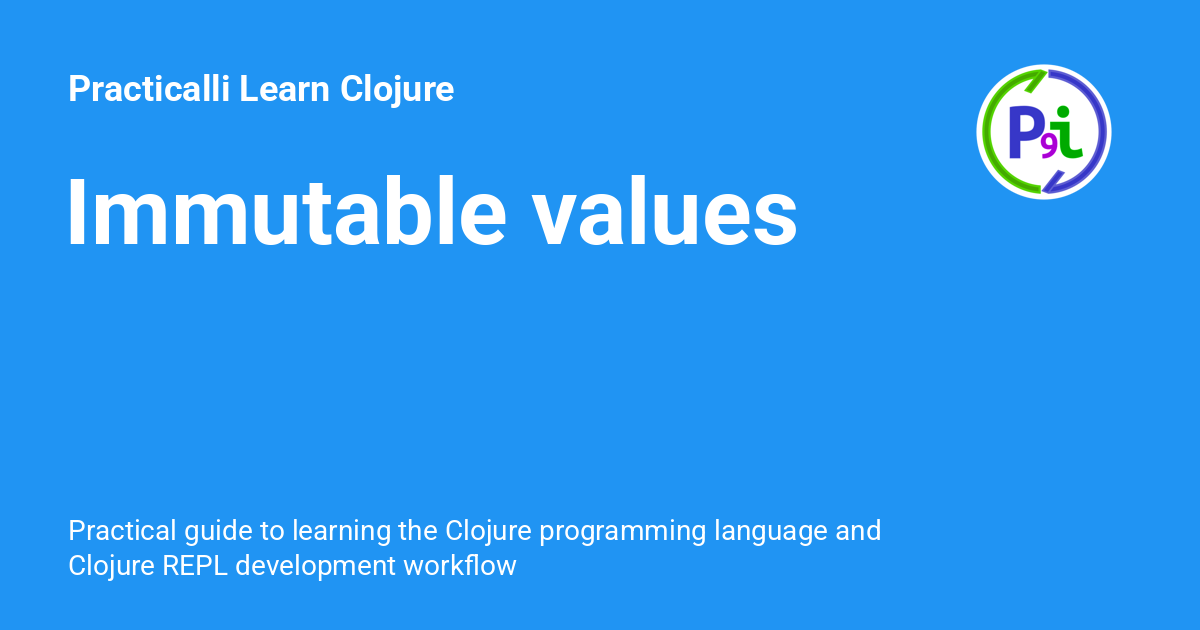 Practicalli Learn Clojure
P9i
Immutable values
Practical guide to learning the Clojure programming language and
Clojure REPL development workflow